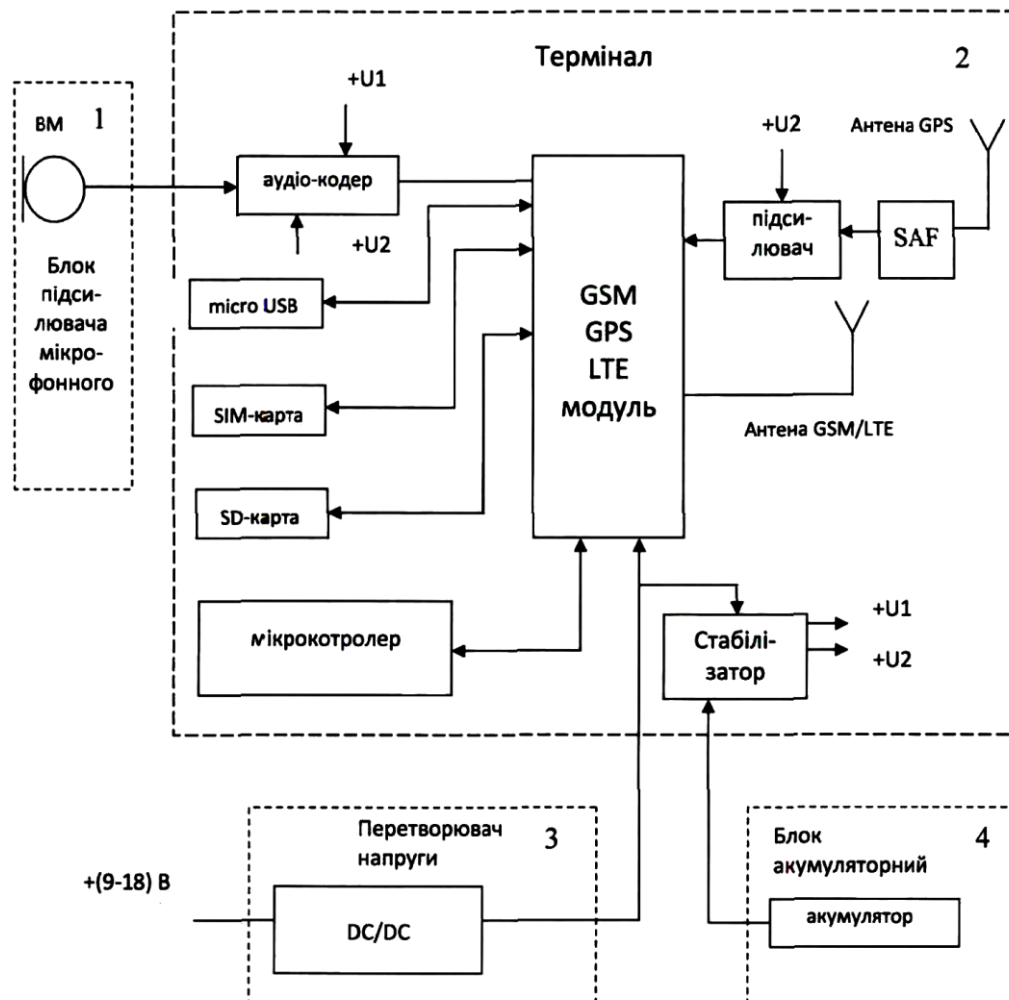 Термінал
2
+U1
ВМ
1
+U2
Антена GPS
аудіо-кодер
підси-
лювач
SAF
+U2
Блок
підси-
лювача
мікро-
фонного
micro USB
GSM
GPS
LTE
модуль
SIM-карта
Антена GSM/LTE
SD-карта
мікрокотролер
Стабілі-
затор
+U1
+U2
Перетворювач
напруги
3
Блок
акумуляторний
4
+(9-18) В
DC/DC
акумулятор